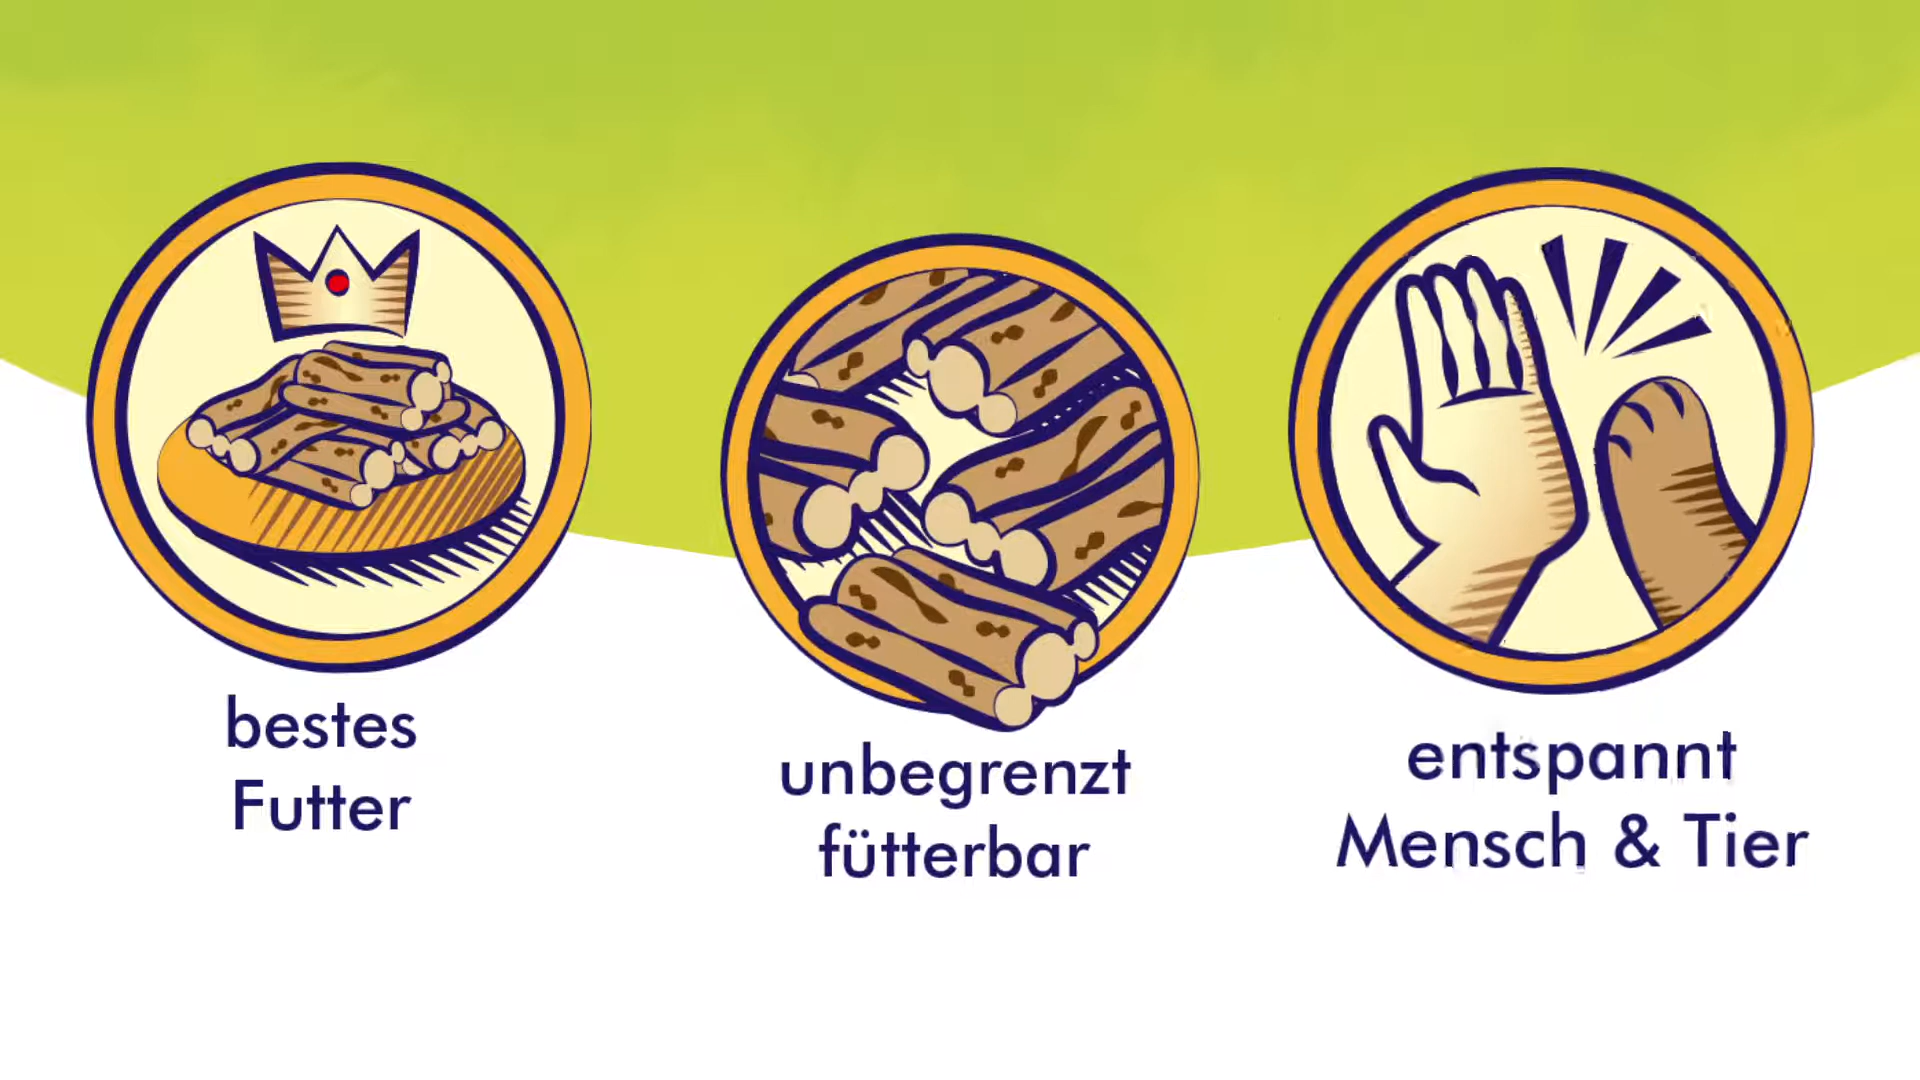 bestes
Futter
unbegrenzt
fütterbar
entspannt
Mensch & Tier